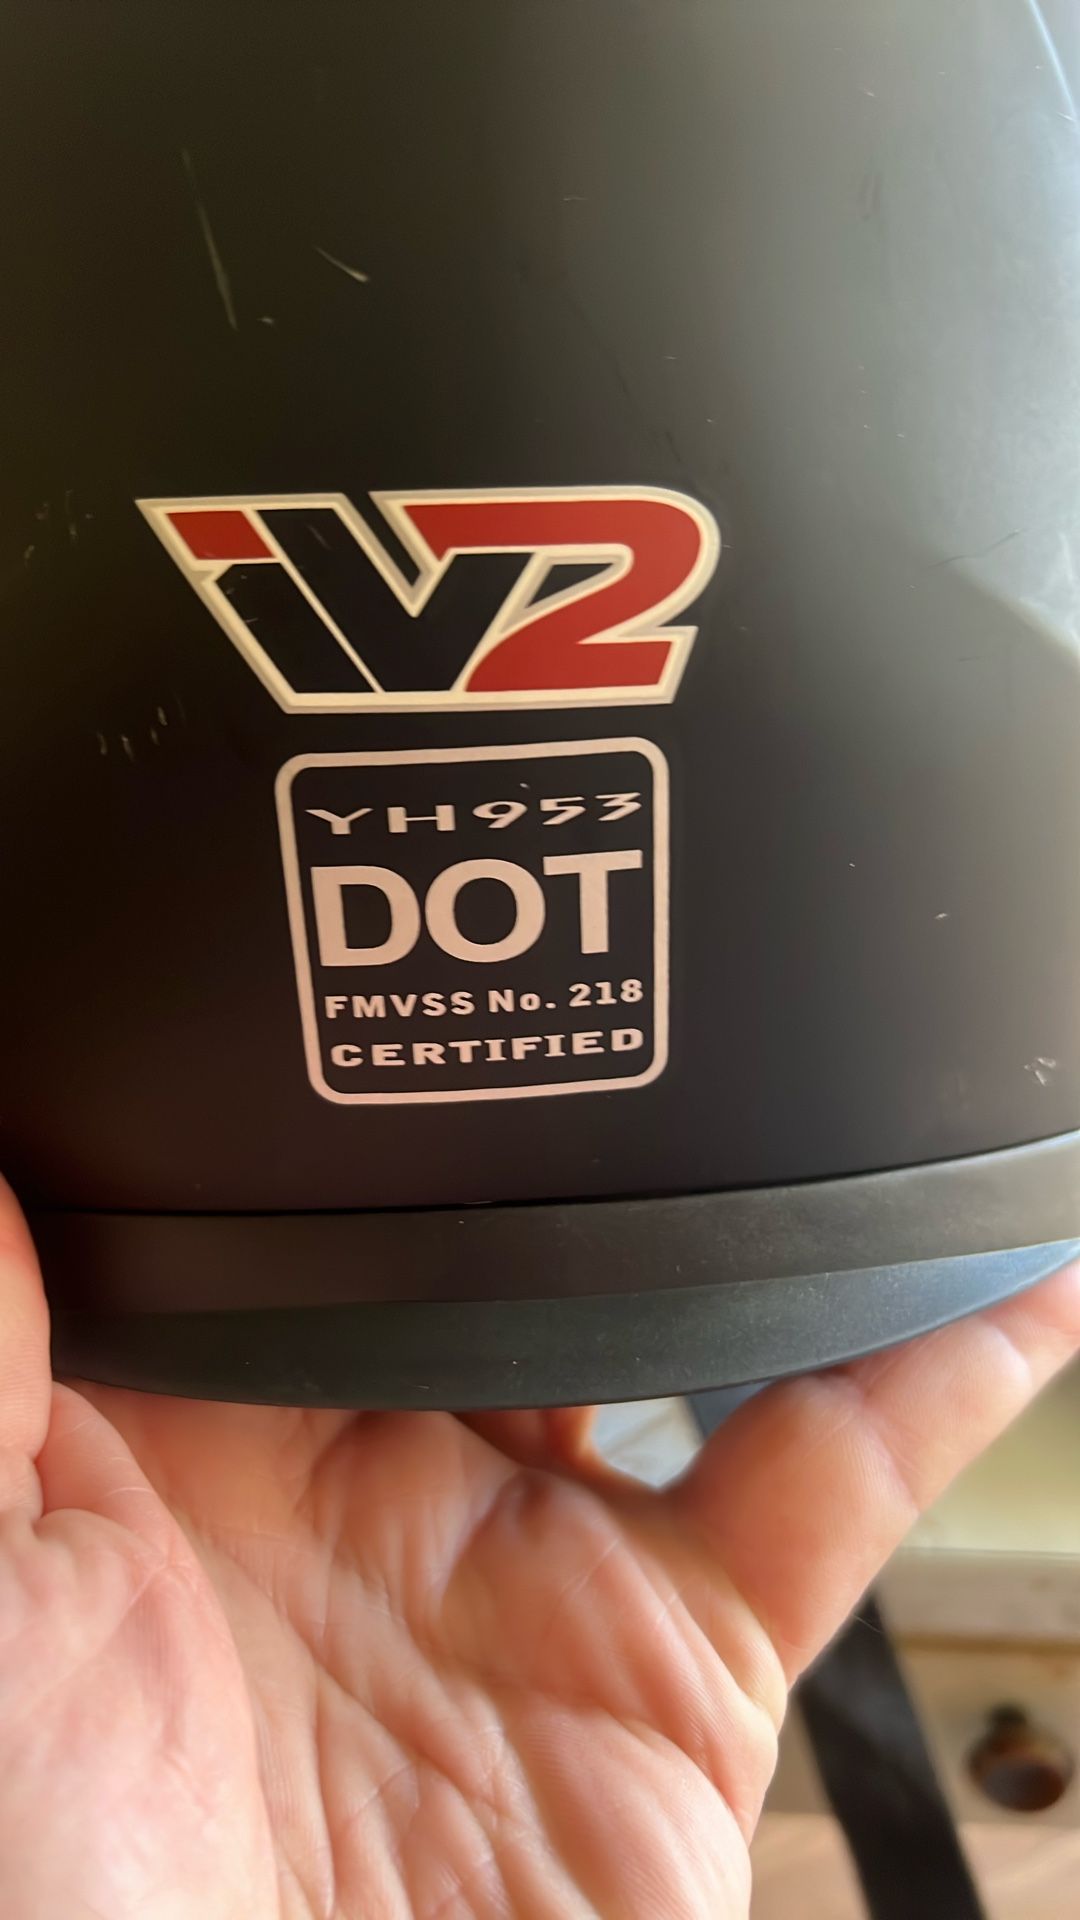 iV2
YH953
DOT
FMVSS No. 218
CERTIFIED